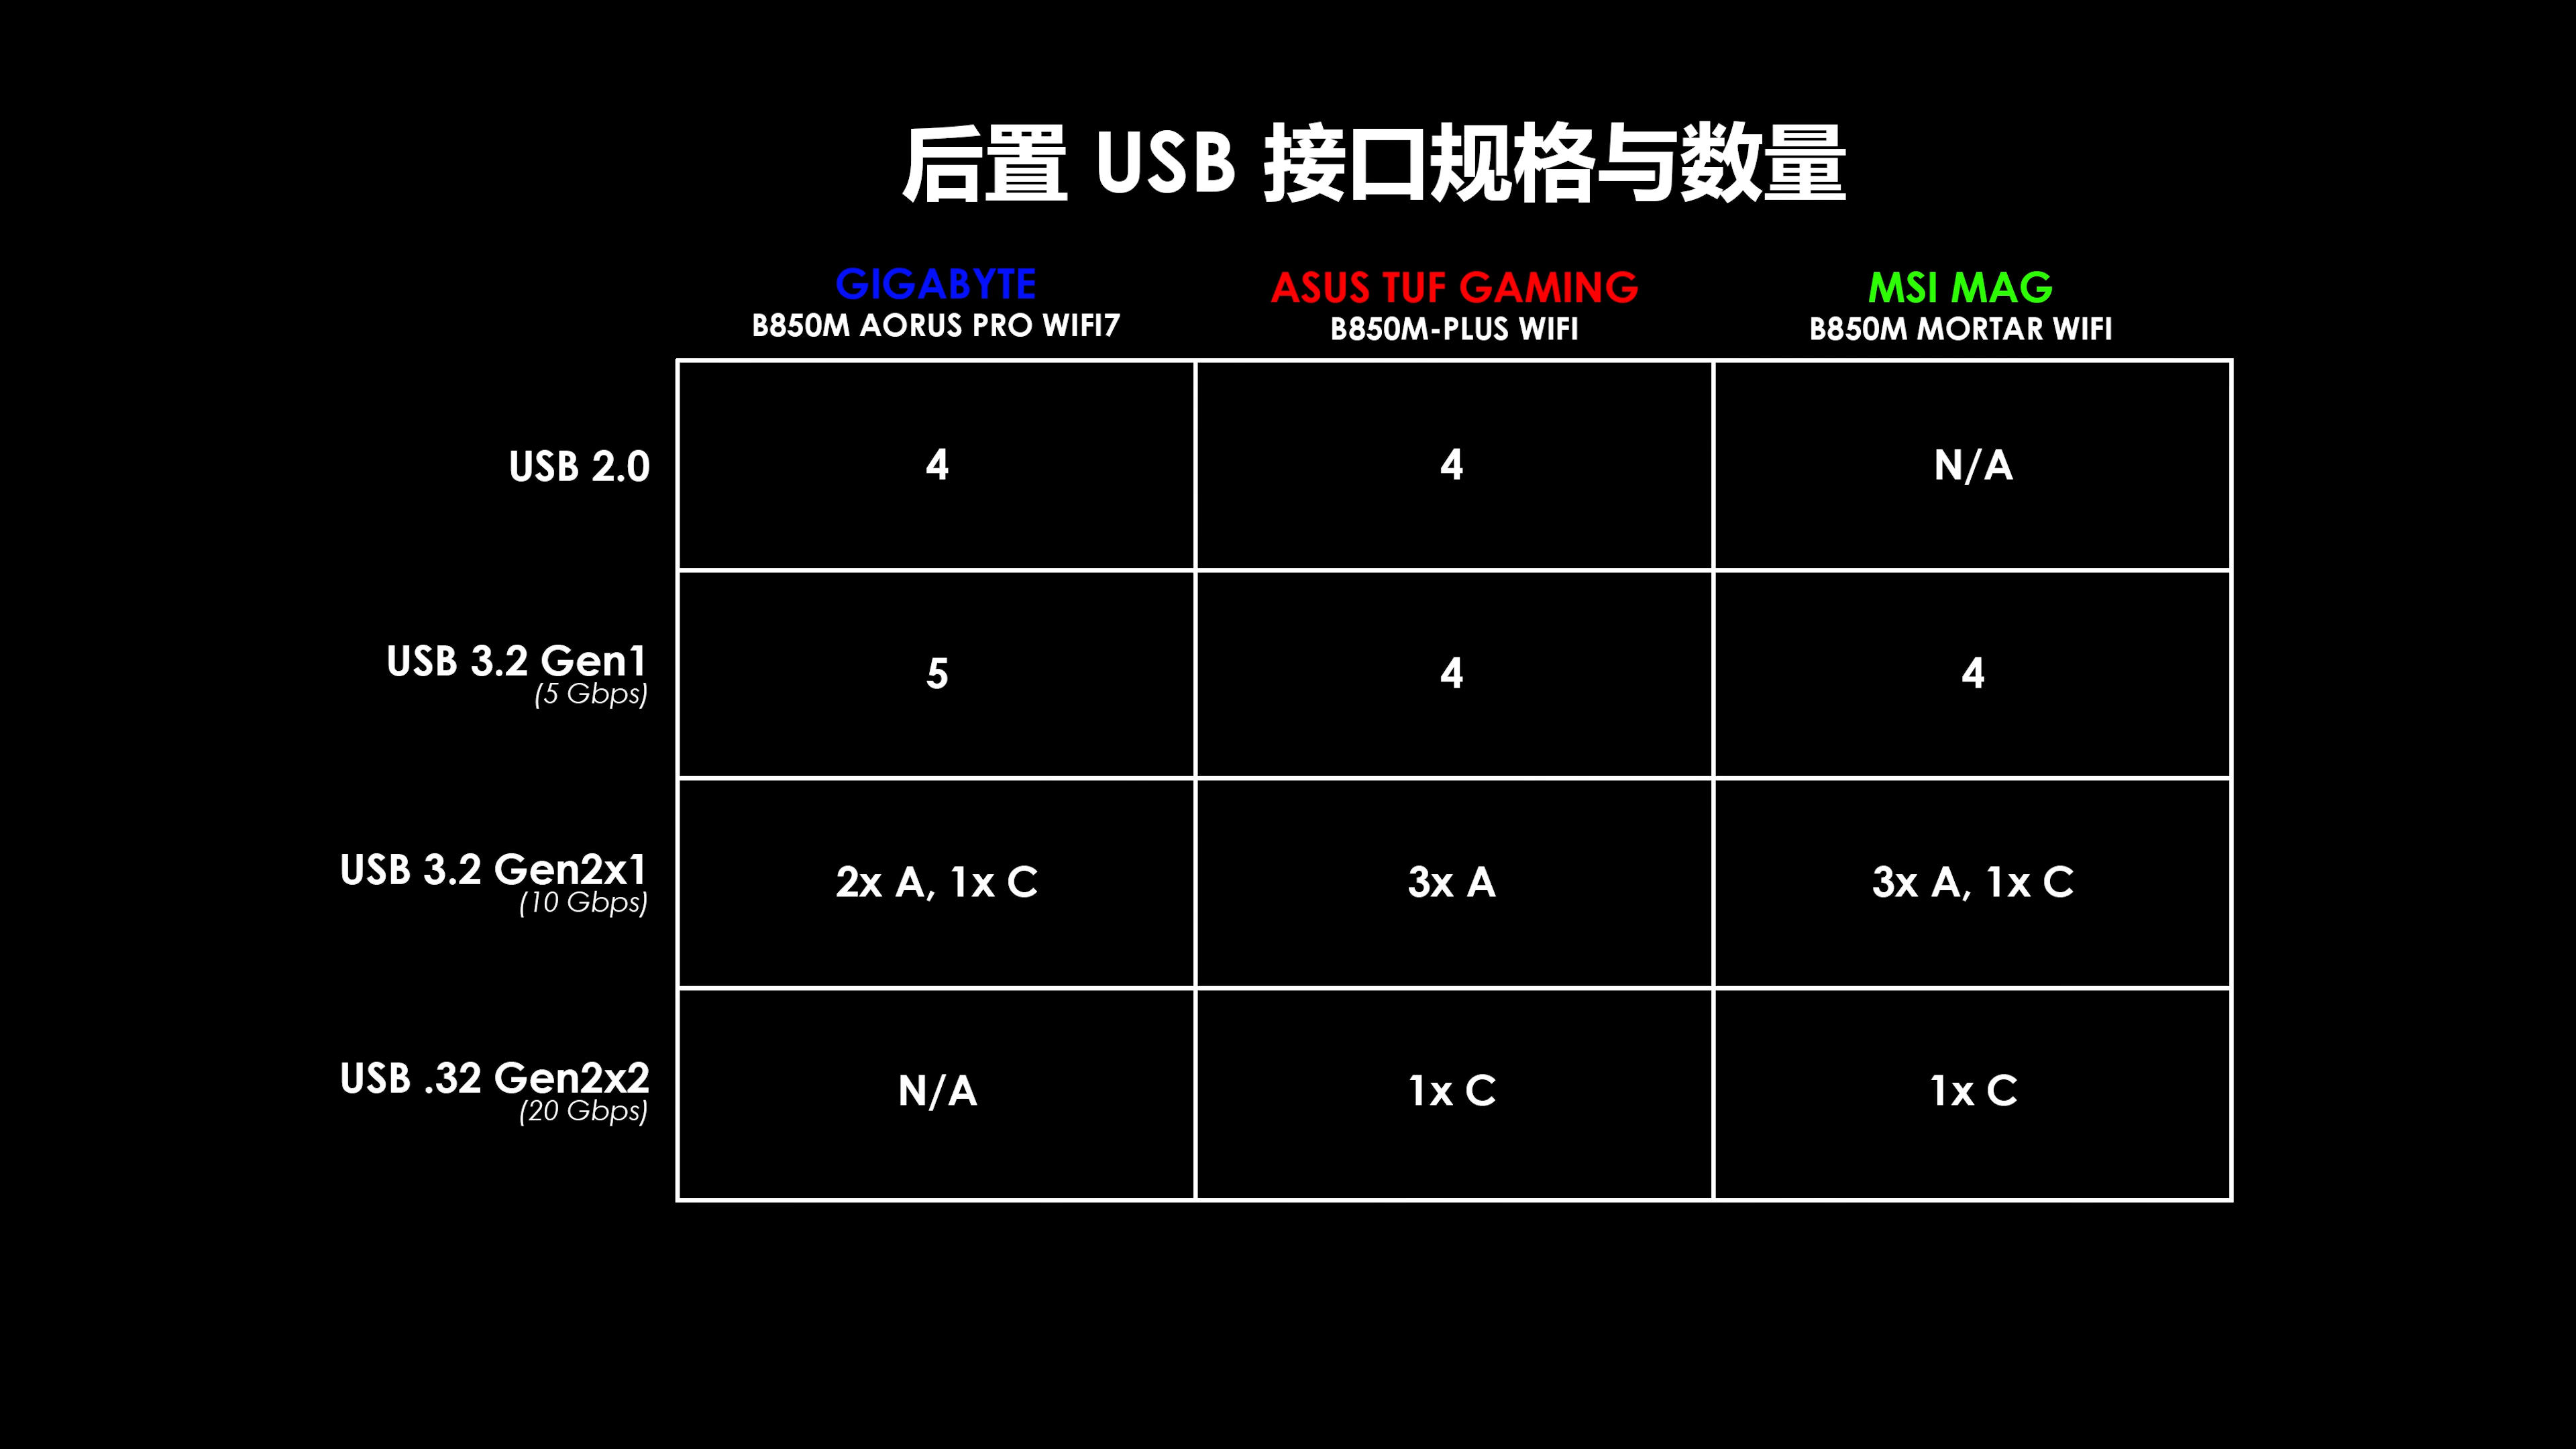 后置 USB 接口规格与数量
GIGABYTE
B850M AORUS PRO WIFI7
ASUS TUF GAMING
B850M-PLUS WIFI
MSI MAG
B850M MORTAR WIFI
USB 2.0
4
4
N/A
USB 3.2 Gen1
(5 Gbps)
5
4
4
USB 3.2 Gen2x1
(10 Gbps)
2x A, 1x C
3x A
3x A, 1x C
USB .32 Gen2x2
(20 Gbps)
N/A
1x C
1x C